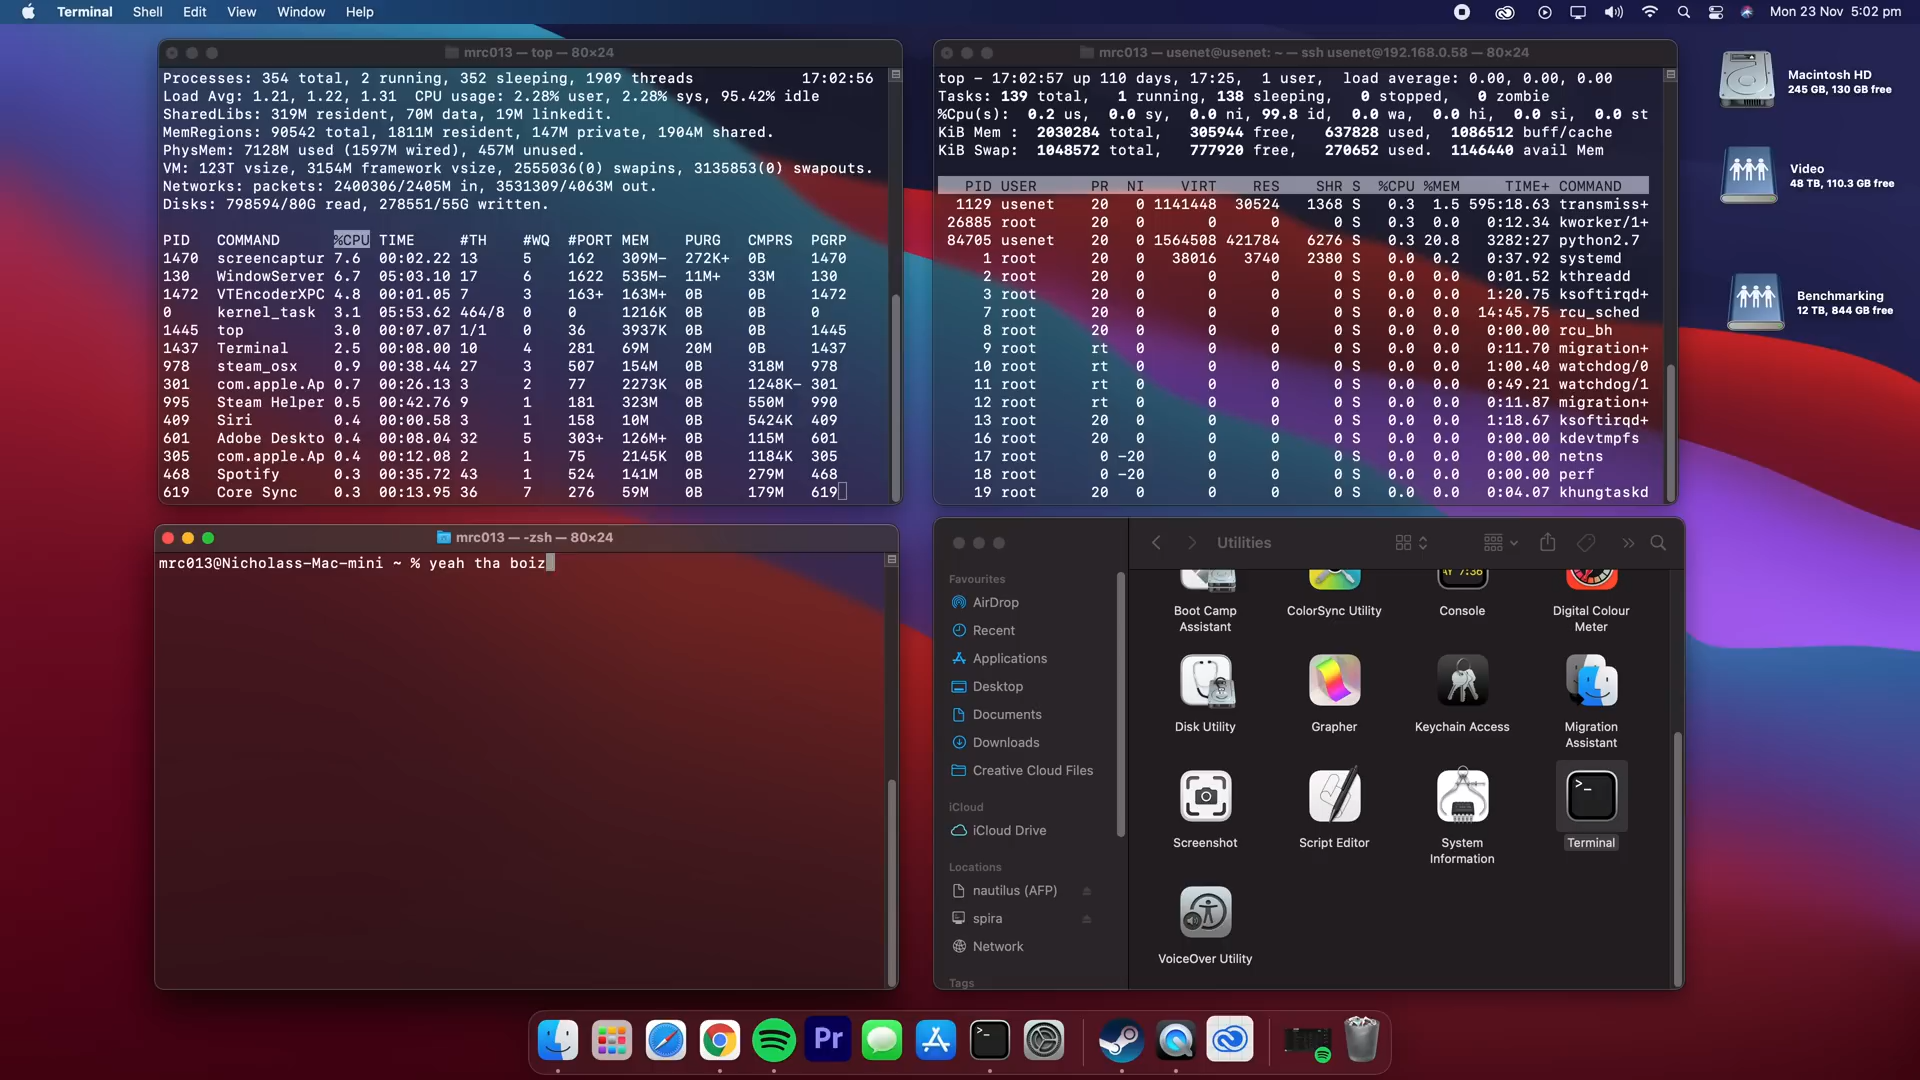 Terminal Shell Edit View Window Help
Mon 23 Nov 5:02 pm
mrc013 — top — 80×24
Processes: 354 total, 2 running, 352 sleeping, 1909 threads 17:02:56
Load Avg: 1.21, 1.22, 1.31 CPU usage: 2.28% user, 2.28% sys, 95.42% idle
SharedLibs: 319M resident, 70M data, 19M linkedit.
MemRegions: 90542 total, 1811M resident, 147M private, 1904M shared.
PhysMem: 7128M used (1597M wired), 457M unused.
VM: 123T vsize, 3154M framework vsize, 2555036(0) swapins, 3135853(0) swapouts.
Networks: packets: 2400306/2405M in, 3531309/4063M out.
Disks: 798594/80G read, 278551/55G written.
PID COMMAND %CPU TIME #TH #WQ #PORT MEM PURG CMPRS PGRP
1470 screencaptur 7.6 00:02.22 13 5 162 309M- 272K+ 0B 1470
130 WindowServer 6.7 05:03.10 17 6 1622 535M- 11M+ 33M 130
1472 VTEncoderXPC 4.8 00:01.05 7 3 163+ 163M+ 0B 0B 1472
0 kernel_task 3.1 05:53.62 464/8 0 0 1216K 0B 0B 0
1445 top 3.0 00:07.07 1/1 0 36 3937K 0B 0B 1445
1437 Terminal 2.5 00:08.00 10 4 281 69M 20M 0B 1437
978 steam_osx 0.9 00:38.44 27 3 507 154M 0B 318M 978
301 com.apple.Ap 0.7 00:26.13 3 2 77 2273K 0B 1248K- 301
995 Steam Helper 0.5 00:42.76 9 1 181 323M 0B 550M 990
409 Siri 0.4 00:00.58 3 1 158 10M 0B 5424K 409
601 Adobe Deskto 0.4 00:08.04 32 5 303+ 126M+ 0B 115M 601
305 com.apple.Ap 0.4 00:12.08 2 1 75 2145K 0B 1184K 305
468 Spotify 0.3 00:35.72 43 1 524 141M 0B 279M 468
619 Core Sync 0.3 00:13.95 36 7 276 59M 0B 179M 619
mrc013 — usenet@usenet: ~ — ssh usenet@192.168.0.58 — 80×24
top - 17:02:57 up 110 days, 17:25, 1 user, load average: 0.00, 0.00, 0.00
Tasks: 139 total, 1 running, 138 sleeping, 0 stopped, 0 zombie
%Cpu(s): 0.2 us, 0.0 sy, 0.0 ni, 99.8 id, 0.0 wa, 0.0 hi, 0.0 si, 0.0 st
KiB Mem : 2030284 total, 305944 free, 637828 used, 1086512 buff/cache
KiB Swap: 1048572 total, 777920 free, 270652 used. 1146440 avail Mem
PID USER PR NI VIRT RES SHR S %CPU %MEM TIME+ COMMAND
1129 usenet 20 0 1141448 30524 1368 S 0.3 1.5 595:18.63 transmiss+
26885 root 20 0 0 0 0 S 0.3 0.0 0:12.34 kworker/1+
84705 usenet 20 0 1564508 421784 6276 S 0.3 20.8 3282:27 python2.7
1 root 20 0 38016 3740 2380 S 0.0 0.2 0:37.92 systemd
2 root 20 0 0 0 0 S 0.0 0.0 0:01.52 kthreadd
3 root 20 0 0 0 0 S 0.0 0.0 1:20.75 ksoftirqd+
7 root 20 0 0 0 0 S 0.0 0.0 14:45.75 rcu_sched
8 root 20 0 0 0 0 S 0.0 0.0 0:00.00 rcu_bh
9 root rt 0 0 0 0 S 0.0 0.0 0:11.70 migration+
10 root rt 0 0 0 0 S 0.0 0.0 1:00.40 watchdog/0
11 root rt 0 0 0 0 S 0.0 0.0 0:49.21 watchdog/1
12 root rt 0 0 0 0 S 0.0 0.0 0:11.87 migration+
13 root 20 0 0 0 0 S 0.0 0.0 1:18.67 ksoftirqd+
16 root 20 0 0 0 0 S 0.0 0.0 0:00.00 kdevtmpfs
17 root 0 -20 0 0 0 S 0.0 0.0 0:00.00 netns
18 root 0 -20 0 0 0 S 0.0 0.0 0:00.00 perf
19 root 20 0 0 0 0 S 0.0 0.0 0:04.07 khungtaskd
Macintosh HD
245 GB, 130 GB free
Video
48 TB, 110.3 GB free
Benchmarking
12 TB, 844 GB free
mrc013 — -zsh — 80×24
mrc013@Nicholass-Mac-mini ~ % yeah tha boiz
Utilities
Favourites
AirDrop
Recent
Applications
Desktop
Documents
Downloads
Creative Cloud Files
iCloud
iCloud Drive
Locations
nautilus (AFP)
spira
Network
Tags
AY 7:36
Boot Camp
Assistant
ColorSync Utility
Console
Digital Colour
Meter
Disk Utility
Grapher
Keychain Access
Migration
Assistant
Screenshot
Script Editor
System
Information
>_
Terminal
VoiceOver Utility
Pr
>_